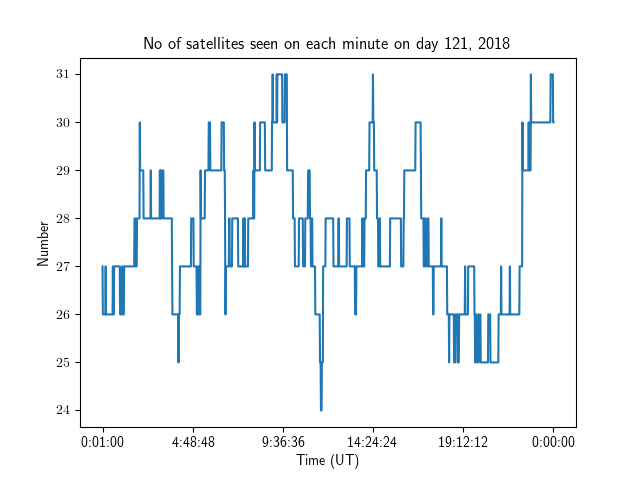 No of satellites seen on each minute on day 121, 2018
31
30
29
28
27
26
25
24
Number
0:01:00 4:48:48 9:36:36 14:24:24 19:12:12 0:00:00
Time (UT)